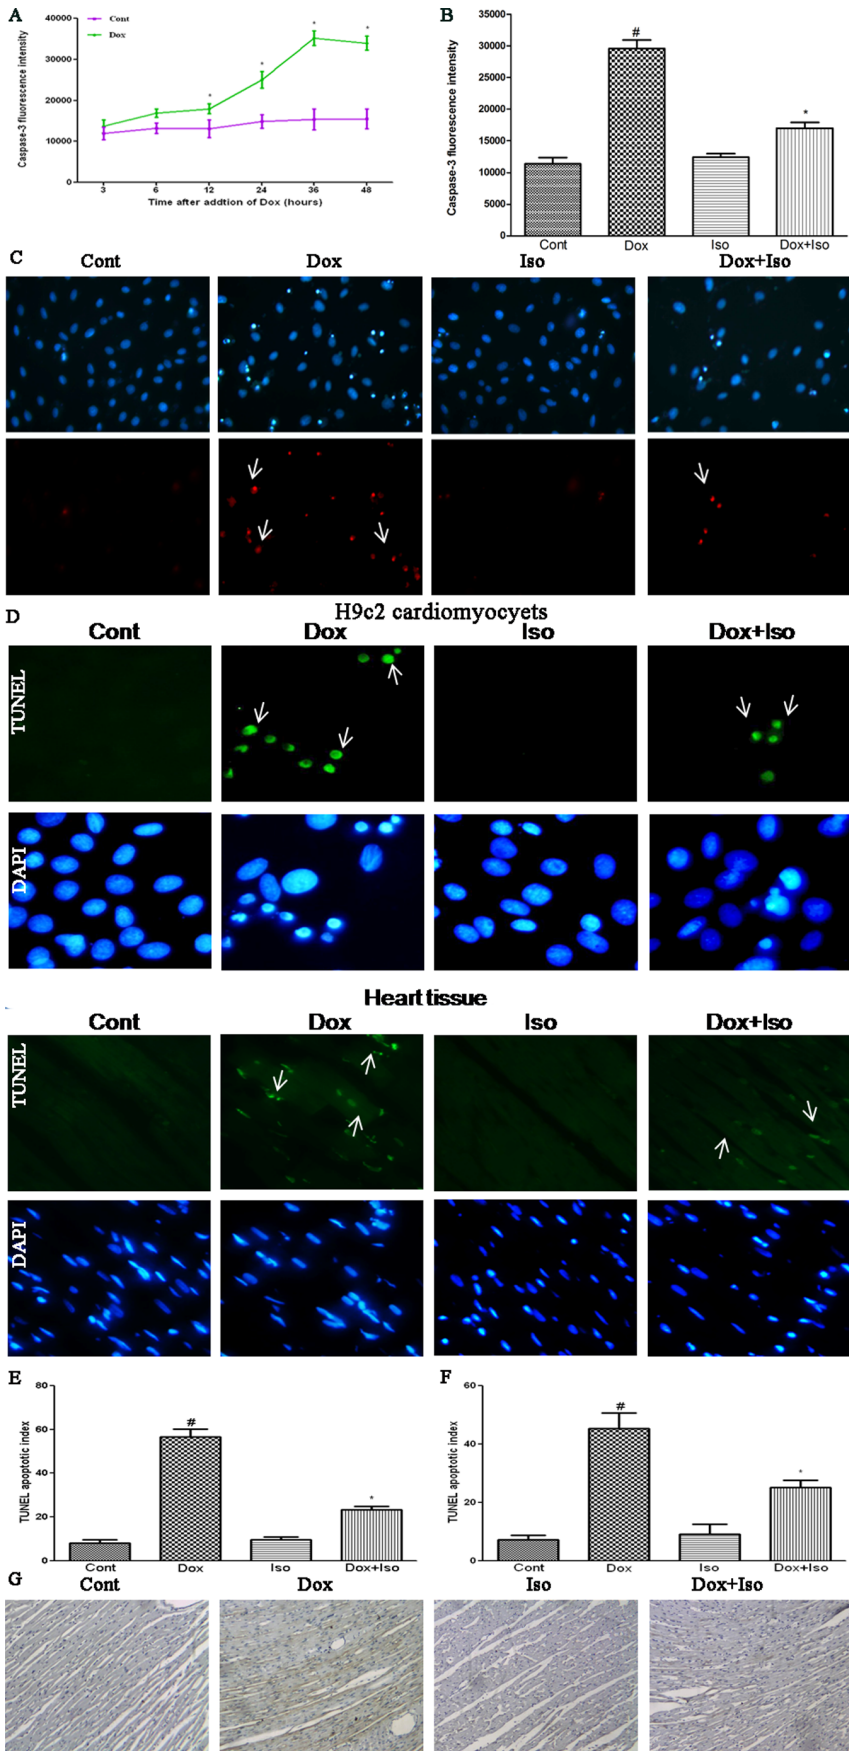 A
Cont
Dox
40000
30000
20000
10000
0
Caspase-3 fluorescence intensity
*
*
*
*
3 6 12 24 36 48
Time after addtion of Dox (hours)
B
35000
30000
25000
20000
15000
10000
5000
0
Caspase-3 fluorescence intensity
#
*
Cont Dox Iso Dox+Iso
C
Cont Dox Iso Dox+Iso
D
H9c2 cardiomyocyets
Cont Dox Iso Dox+Iso
TUNEL
DAPI
Heart tissue
Cont Dox Iso Dox+Iso
TUNEL
DAPI
E
80
60
40
20
0
TUNEL apoptotic index
#
*
Cont Dox Iso Dox+Iso
F
60
40
20
0
TUNEL apoptotic index
#
*
Cont Dox Iso Dox+Iso
G
Cont Dox Iso Dox+Iso